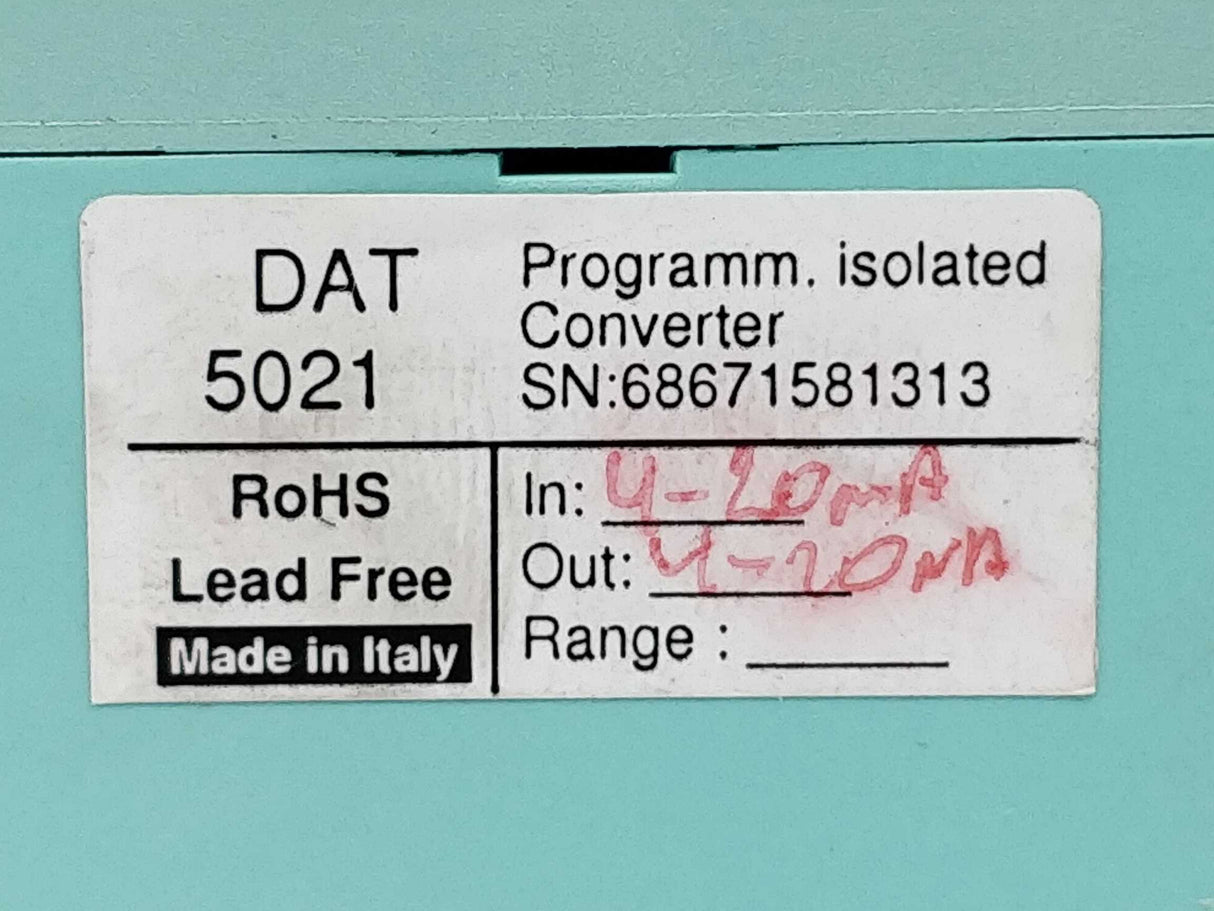 DAT
5021
Programm. isolated
Converter
SN:68671581313
RoHS
Lead Free
Made in Italy
In: 4-20mA
Out: 4-20mA
Range :